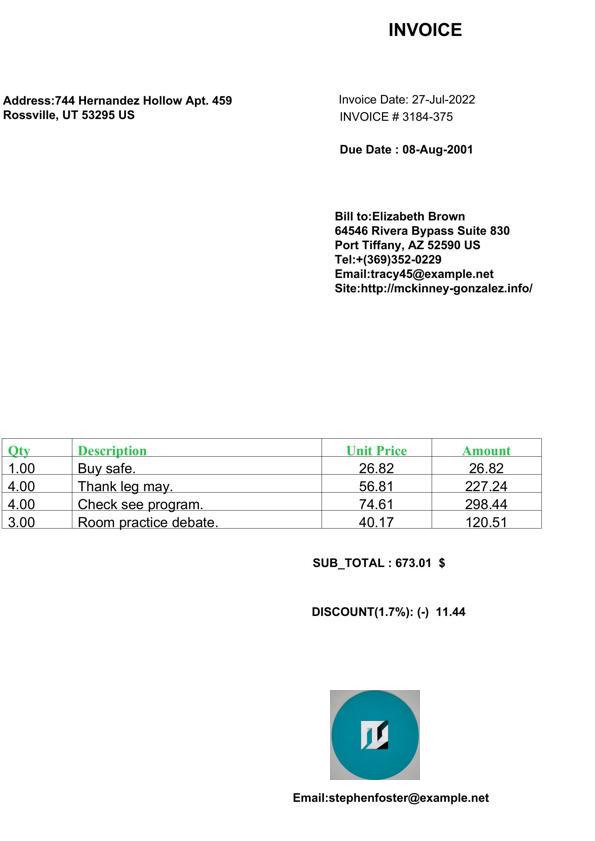 INVOICE
Address:744 Hernandez Hollow Apt. 459
Rossville, UT 53295 US
Invoice Date: 27-Jul-2022
INVOICE # 3184-375
Due Date : 08-Aug-2001
Bill to:Elizabeth Brown
64546 Rivera Bypass Suite 830
Port Tiffany, AZ 52590 US
Tel:+(369)352-0229
Email:tracy45@example.net
Site:http://mckinney-gonzalez.info/
Qty Description Unit Price Amount
1.00 Buy safe. 26.82 26.82
4.00 Thank leg may. 56.81 227.24
4.00 Check see program. 74.61 298.44
3.00 Room practice debate. 40.17 120.51
SUB_TOTAL : 673.01 $
DISCOUNT(1.7%): (-) 11.44
Email:stephenfoster@example.net